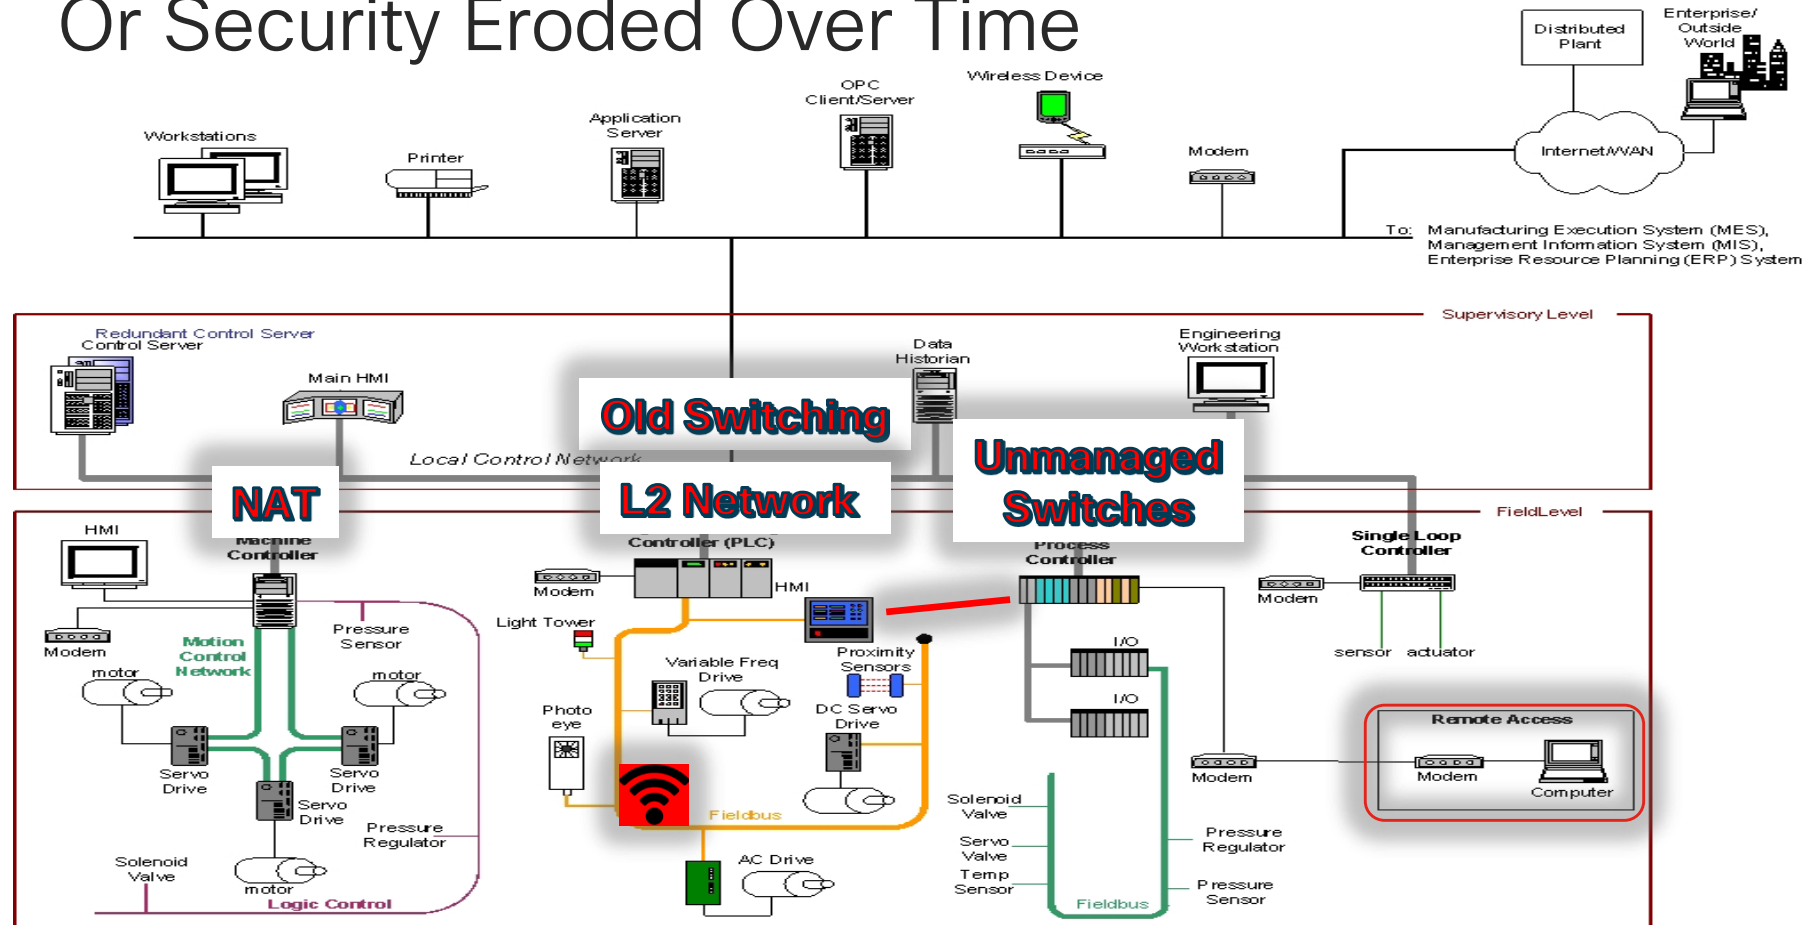 Or Security Eroded Over Time
Distributed
Plant
Enterprise/
Outside
World
Internet/WAN
Workstations
Printer
Application
Server
OPC
Client/Server
Wireless Device
Modem
To: Manufacturing Execution System (MES),
Management Information System (MIS),
Enterprise Resource Planning (ERP) System
Supervisory Level
Redundant Control Server
Control Server
Main HMI
Data
Historian
Engineering
Workstation
Old Switching
Local Control Network
Unmanaged
Switches
NAT
L2 Network
FieldLevel
HMI
Machine
Controller
Controller (PLC)
Process
Controller
Single Loop
Controller
Modem
HMI
Modem
Light Tower
Modem
Pressure
Sensor
Motion
Control
Network
motor
motor
Variable Freq
Drive
Proximity
Sensors
I/O
I/O
sensor actuator
Photo
eye
DC Servo
Drive
Remote Access
Servo
Drive
Servo
Drive
Modem
Modem
Computer
Servo
Drive
Fieldbus
Solenoid
Valve
Pressure
Regulator
Servo
Valve
Pressure
Regulator
Solenoid
Valve
AC Drive
Temp
Sensor
Pressure
Sensor
motor
Logic Control
Fieldbus